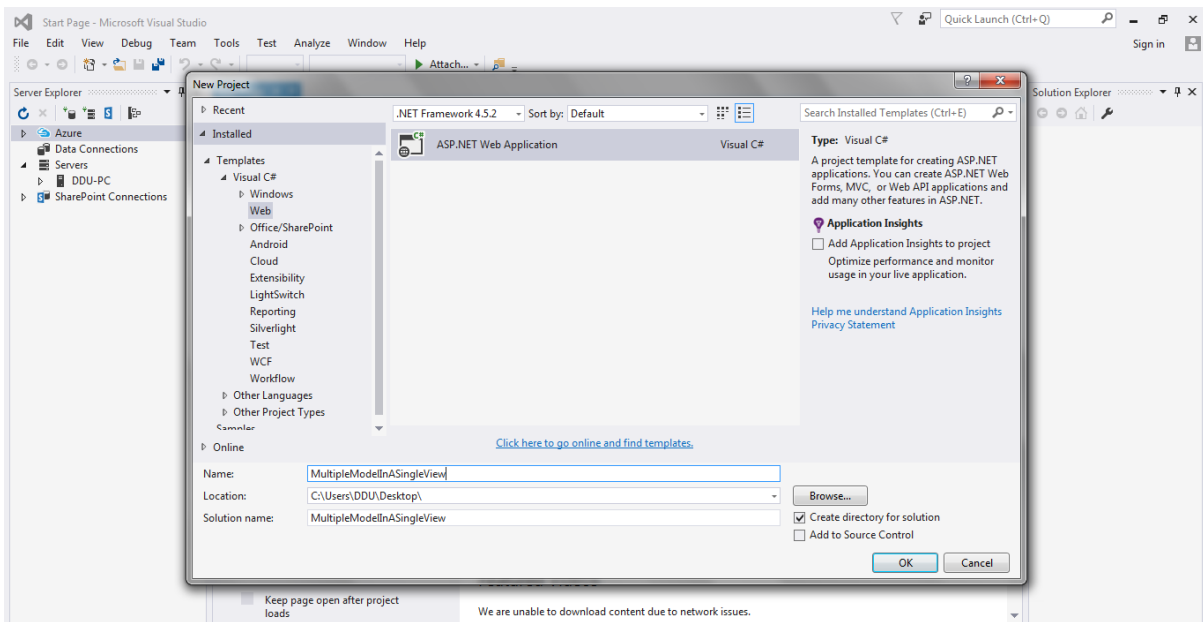 Start Page - Microsoft Visual Studio
Quick Launch (Ctrl+Q)
File Edit View Debug Team Tools Test Analyze Window Help
Sign in
Attach...
Server Explorer
Azure
Data Connections
Servers
DDU-PC
SharePoint Connections
New Project
Recent
Installed
Templates
Visual C#
Windows
Web
Office/SharePoint
Android
Cloud
Extensibility
LightSwitch
Reporting
Silverlight
Test
WCF
Workflow
Other Languages
Other Project Types
Samples
Online
.NET Framework 4.5.2 Sort by: Default
C# ASP.NET Web Application Visual C#
Click here to go online and find templates.
Search Installed Templates (Ctrl+E)
Type: Visual C#
A project template for creating ASP.NET
applications. You can create ASP.NET Web
Forms, MVC, or Web API applications and
add many other features in ASP.NET.
Application Insights
Add Application Insights to project
Optimize performance and monitor
usage in your live application.
Help me understand Application Insights
Privacy Statement
Name: MultipleModelInASingleView
Location: C:\Users\DDU\Desktop\
Browse...
Solution name: MultipleModelInASingleView
Create directory for solution
Add to Source Control
OK Cancel
Solution Explorer
Keep page open after project
loads
We are unable to download content due to network issues.